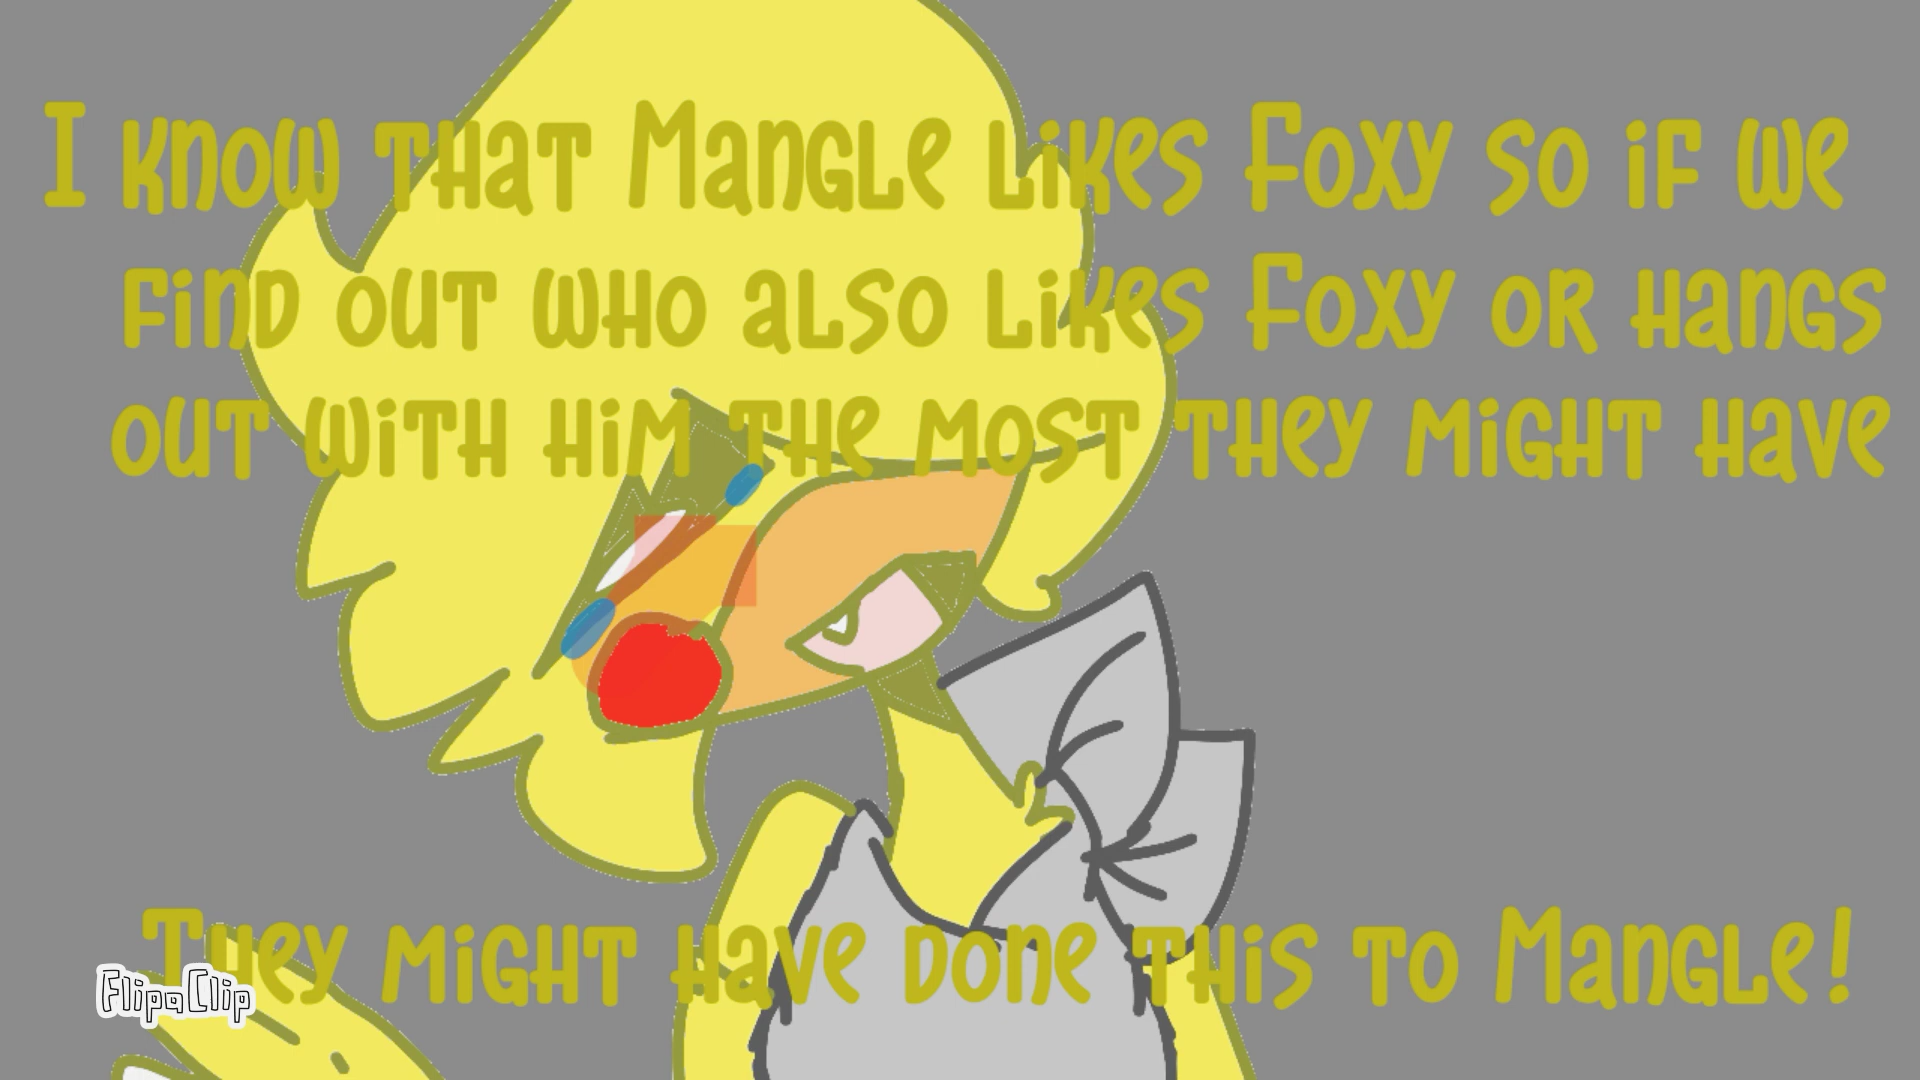 I know that Mangle likes Foxy so if we
find out who also likes Foxy or hangs
out with him the most they might have
They might have done this to Mangle!
FlipaClip